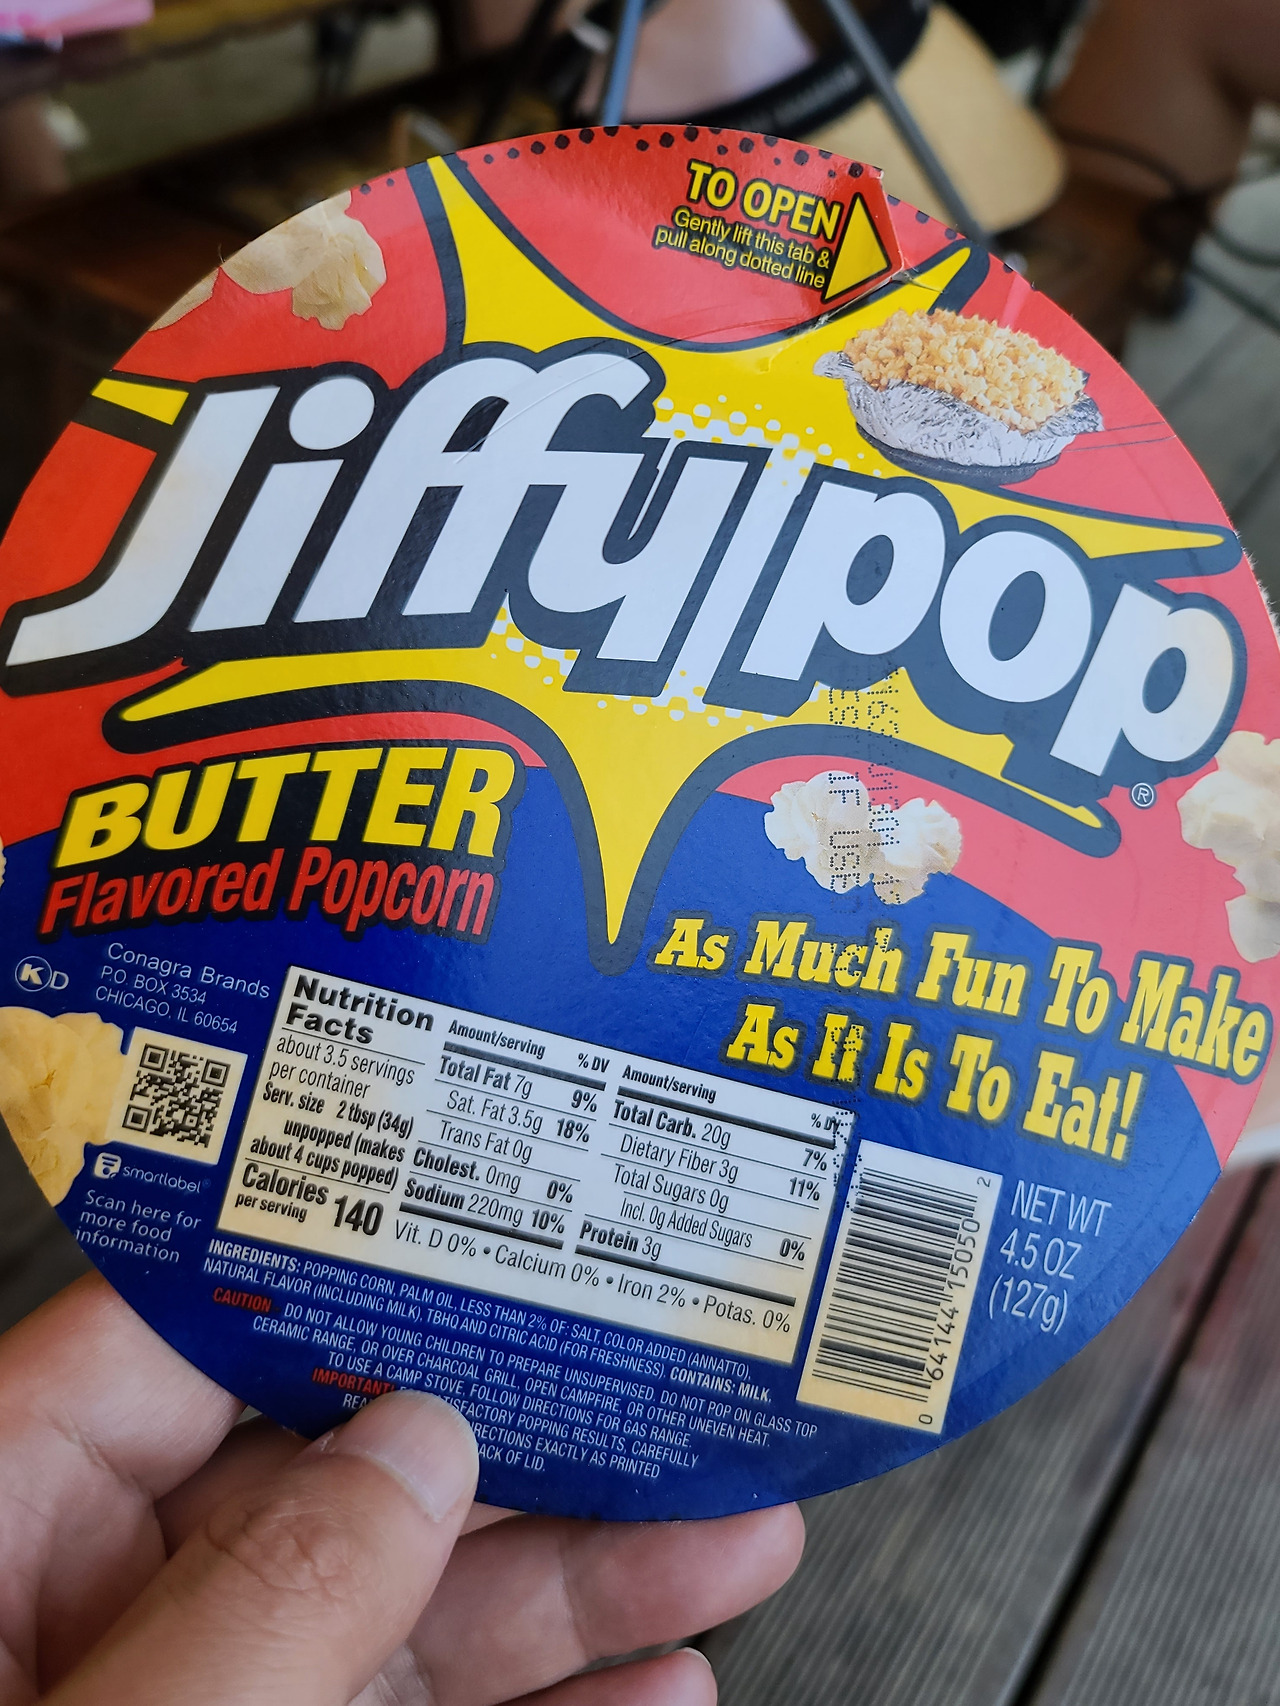 TO OPEN
Gently lift this tab &
pull along dotted line
Jiffypop
®
BUTTER
Flavored Popcorn
As Much Fun To Make
As It Is To Eat!
K D
Conagra Brands
P.O. BOX 3534
CHICAGO, IL 60654
smartlabel
Scan here for
more food
information
Nutrition
Facts
about 3.5 servings
per container
Serv. size 2 tbsp (34g)
unpopped (makes
about 4 cups popped)
Calories 140
per serving
Amount/serving % DV
Total Fat 7g 9%
Sat. Fat 3.5g 18%
Trans Fat 0g
Cholest. 0mg 0%
Sodium 220mg 10%
Amount/serving % DV
Total Carb. 20g 7%
Dietary Fiber 3g 11%
Total Sugars 0g
Incl. 0g Added Sugars 0%
Protein 3g
Vit. D 0% • Calcium 0% • Iron 2% • Potas. 0%
INGREDIENTS: POPPING CORN, PALM OIL, LESS THAN 2% OF: SALT, COLOR ADDED (ANNATTO),
NATURAL FLAVOR (INCLUDING MILK), TBHQ AND CITRIC ACID (FOR FRESHNESS). CONTAINS: MILK.
CAUTION - DO NOT ALLOW YOUNG CHILDREN TO PREPARE UNSUPERVISED. DO NOT POP ON GLASS TOP
CERAMIC RANGE, OR OVER CHARCOAL GRILL, OPEN CAMPFIRE, OR OTHER UNEVEN HEAT.
TO USE A CAMP STOVE, FOLLOW DIRECTIONS FOR GAS RANGE.
IMPORTANT! POPPING RESULTS, CAREFULLY
DIRECTIONS EXACTLY AS PRINTED
OF LID.
0 64144 15050 2
NET WT
4.5 OZ
(127g)